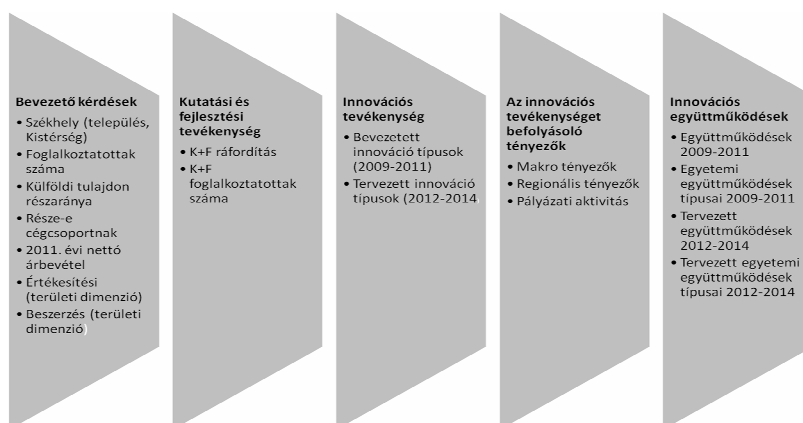 Bevezető kérdések
• Székhely (település,
Kistérség)
• Foglalkoztatottak
száma
• Külföldi tulajdon
részaránya
• Része-e
cégcsoportnak
• 2011. évi nettó
árbevétel
• Értékesítési
(területi dimenzió)
• Beszerzés (területi
dimenzió)
Kutatási és
fejlesztési
tevékenység
• K+F ráfordítás
• K+F
foglalkoztatottak
száma
Innovációs
tevékenység
• Bevezetett
innováció típusok
(2009-2011)
• Tervezett innováció
típusok (2012-2014
Az innovációs
tevékenységet
befolyásoló
tényezők
• Makro tényezők
• Regionális tényezők
• Pályázati aktivitás
Innovációs
együttműködések
• Együttműködések
2009-2011
• Egyetemi
együttműködések
típusai 2009-2011
• Tervezett
együttműködések
2012-2014
• Tervezett egyetemi
együttműködések
típusai 2012-2014